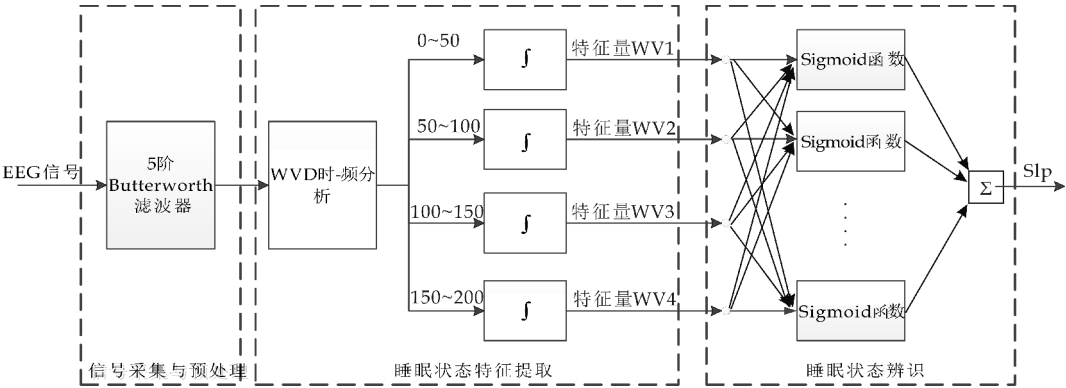 EEG信号
5阶
Butterworth
滤波器
信号采集与预处理
WVD时-频分
析
0~50
∫
特征量WV1
50~100
∫
特征量WV2
100~150
∫
特征量WV3
150~200
∫
特征量WV4
睡眠状态特征提取
Sigmoid函数
Sigmoid函数
Sigmoid函数
Σ
Slp
睡眠状态辨识